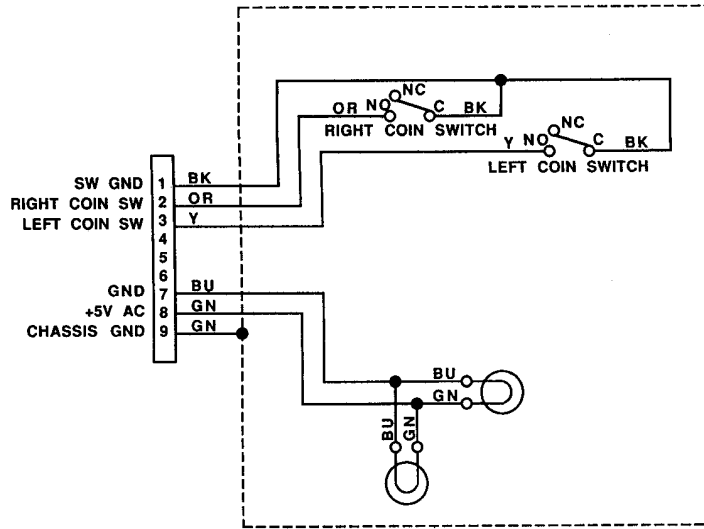 NC
OR NO C BK
RIGHT COIN SWITCH
NC
Y NO C BK
LEFT COIN SWITCH
SW GND 1 BK
RIGHT COIN SW 2 OR
LEFT COIN SW 3 Y
4
5
6
GND 7 BU
+5V AC 8 GN
CHASSIS GND 9 GN
BU
GN
BU GN